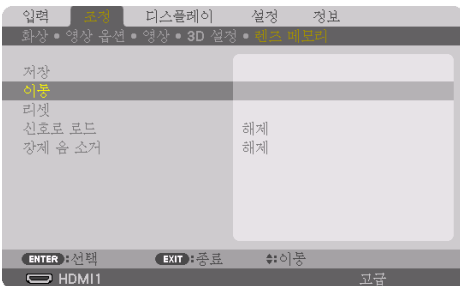 입력 조정 디스플레이 설정 정보
화상 • 영상 옵션 • 영상 • 3D 설정 • 렌즈 메모리
저장
이동
리셋
신호로 로드 해제
강제 음 소거 해제
ENTER :선택 EXIT :종료 :이동
HDMI1 고급